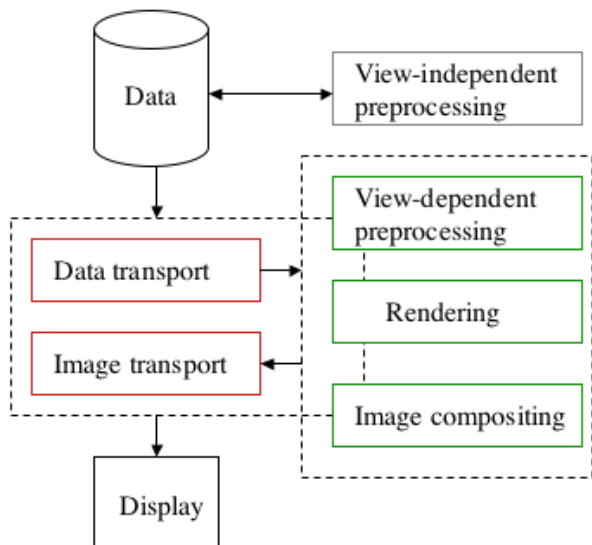 Data
View-independent
preprocessing
View-dependent
preprocessing
Data transport
Rendering
Image transport
Image compositing
Display